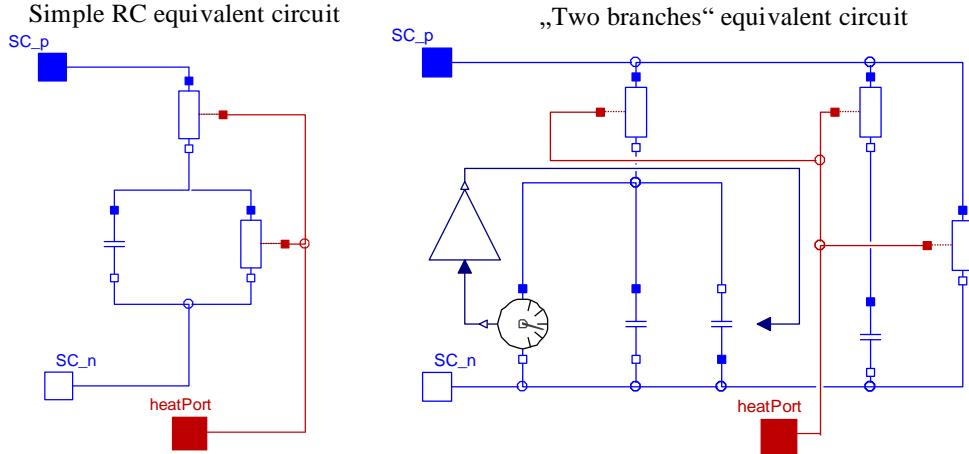 Simple RC equivalent circuit
„Two branches“ equivalent circuit
SC_p
SC_p
SC_n
SC_n
heatPort
heatPort